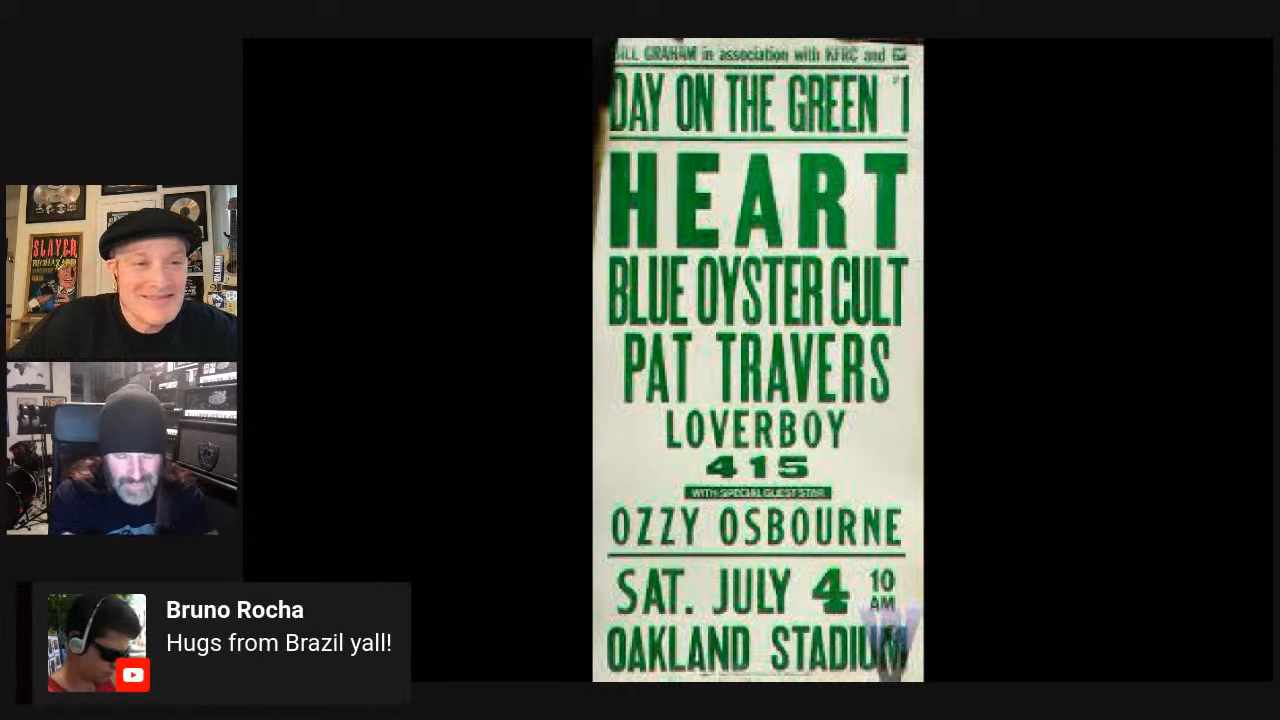 BILL GRAHAM in association with KFRC and
DAY ON THE GREEN #1
HEART
BLUE OYSTER CULT
PAT TRAVERS
LOVERBOY
415
WITH SPECIAL GUEST STAR
OZZY OSBOURNE
SAT. JULY 4 10 AM
OAKLAND STADIUM
SLAYER
BIOHAZARD
Bruno Rocha
Hugs from Brazil yall!